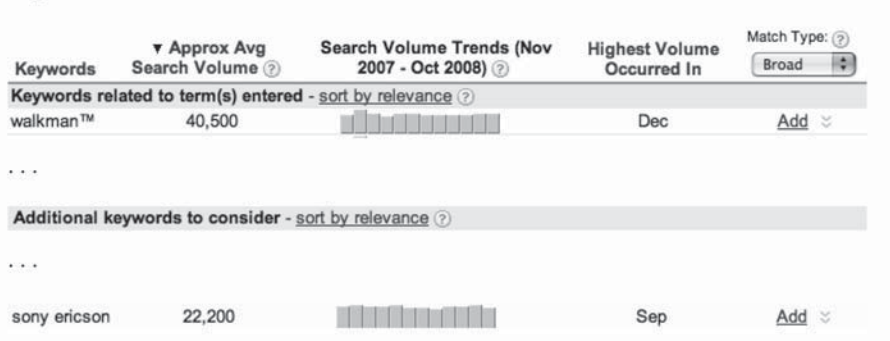 Keywords ▼ Approx Avg Search Volume ? Search Volume Trends (Nov 2007 - Oct 2008) ? Highest Volume Occurred In Match Type: ? Broad
Keywords related to term(s) entered - sort by relevance ?
walkman™ 40,500 Dec Add
. . .
Additional keywords to consider - sort by relevance ?
. . .
sony ericson 22,200 Sep Add